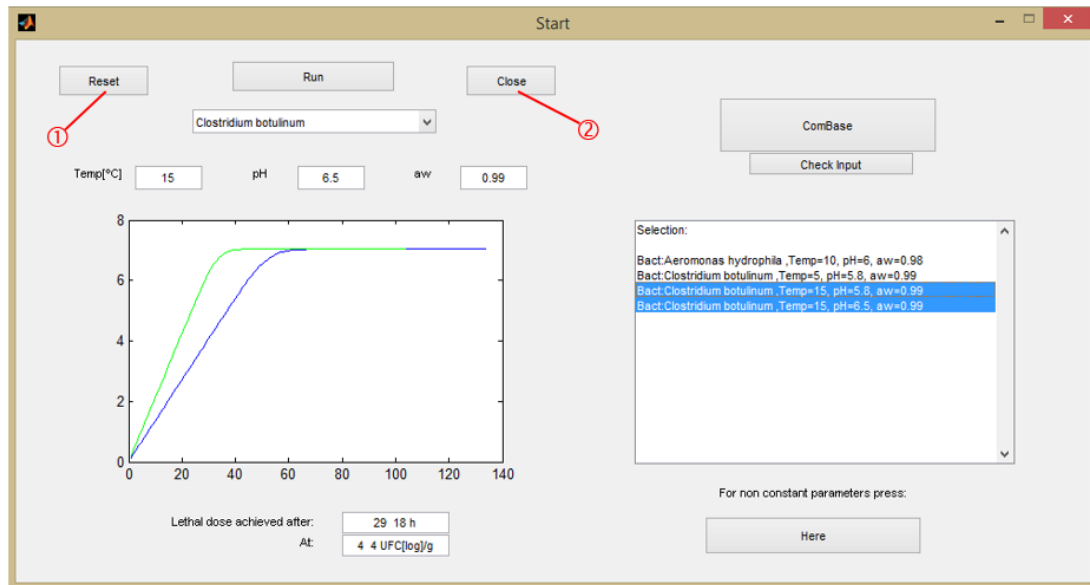 Start
Reset
Run
Close
①
②
Clostridium botulinum
ComBase
Check Input
Temp[°C] 15 pH 6.5 aw 0.99
8
6
4
2
0
0 20 40 60 80 100 120 140
Lethal dose achieved after: 29 18 h
At: 4 4 UFC[log]/g
Selection:
Bact:Aeromonas hydrophila ,Temp=10, pH=6, aw=0.98
Bact:Clostridium botulinum ,Temp=5, pH=5.8, aw=0.99
Bact:Clostridium botulinum ,Temp=15, pH=5.8, aw=0.99
Bact:Clostridium botulinum ,Temp=15, pH=6.5, aw=0.99
For non constant parameters press:
Here